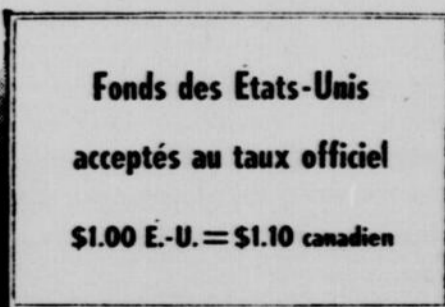 Fonds des Etats-Unis
acceptés au taux officiel
$1.00 E.-U.=$1.10 canadien